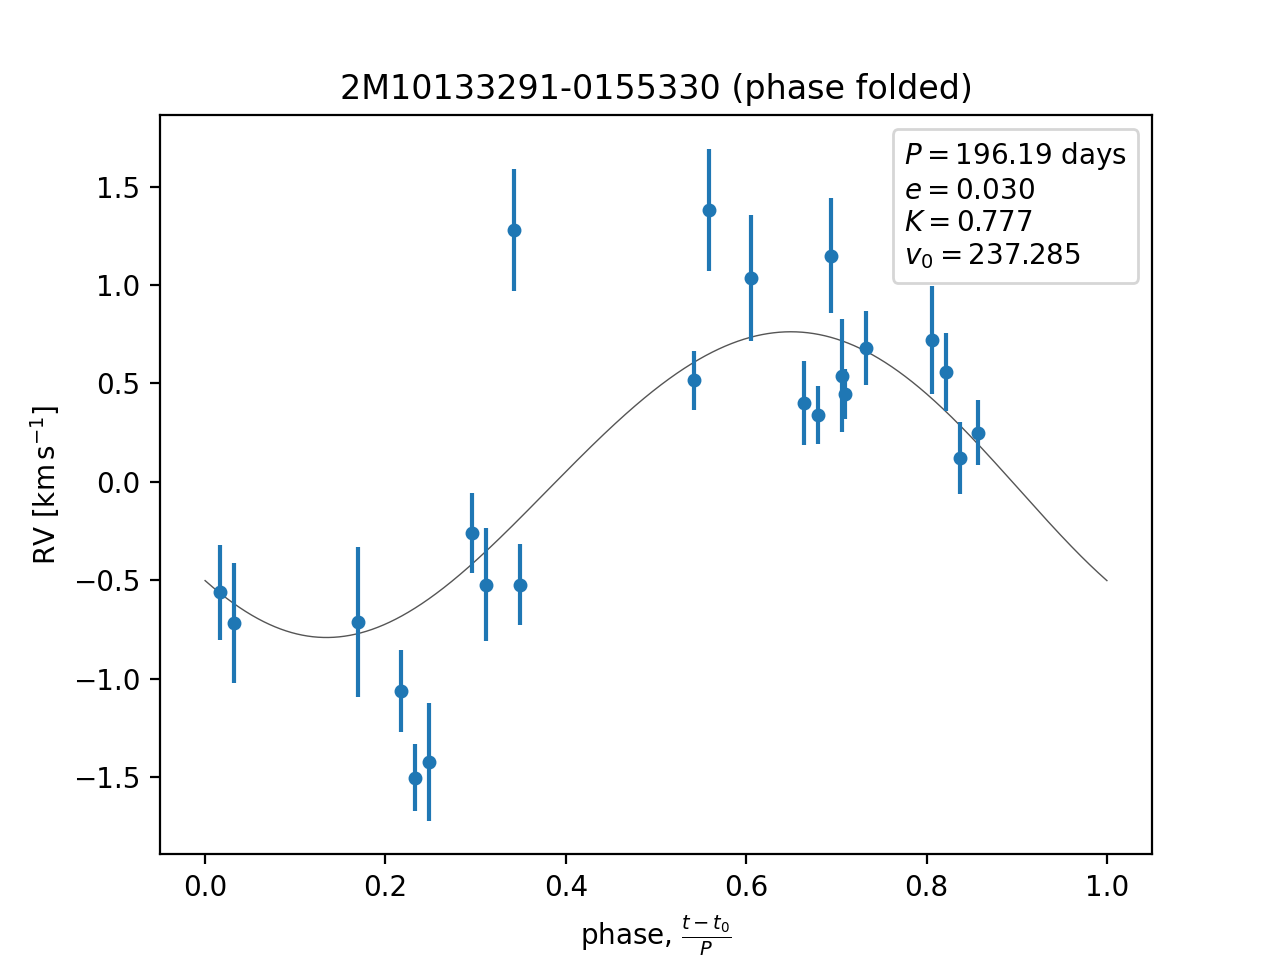 2M10133291-0155330 (phase folded)
P = 196.19 days
e = 0.030
K = 0.777
v₀ = 237.285
RV [km s⁻¹]
1.5
1.0
0.5
0.0
−0.5
−1.0
−1.5
0.0 0.2 0.4 0.6 0.8 1.0
phase, (t − t₀)/P